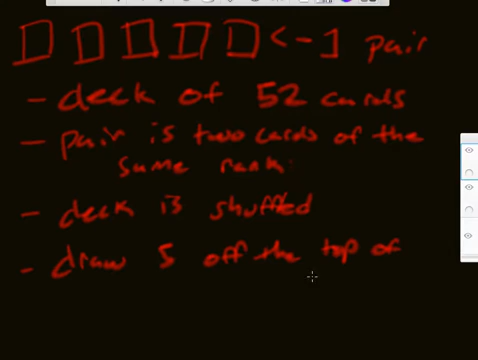 <- 1 pair
- deck of 52 cards
- pair is two cards of the
same rank
- deck is shuffled
- draw 5 off the top of